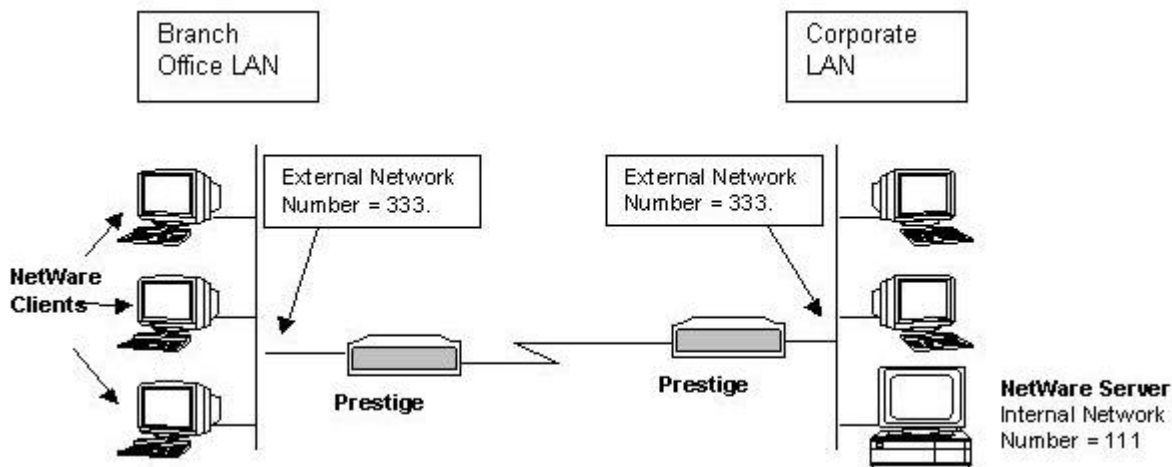 Branch
Office LAN
Corporate
LAN
External Network
Number = 333.
External Network
Number = 333.
NetWare
Clients
Prestige
Prestige
NetWare Server
Internal Network
Number = 111